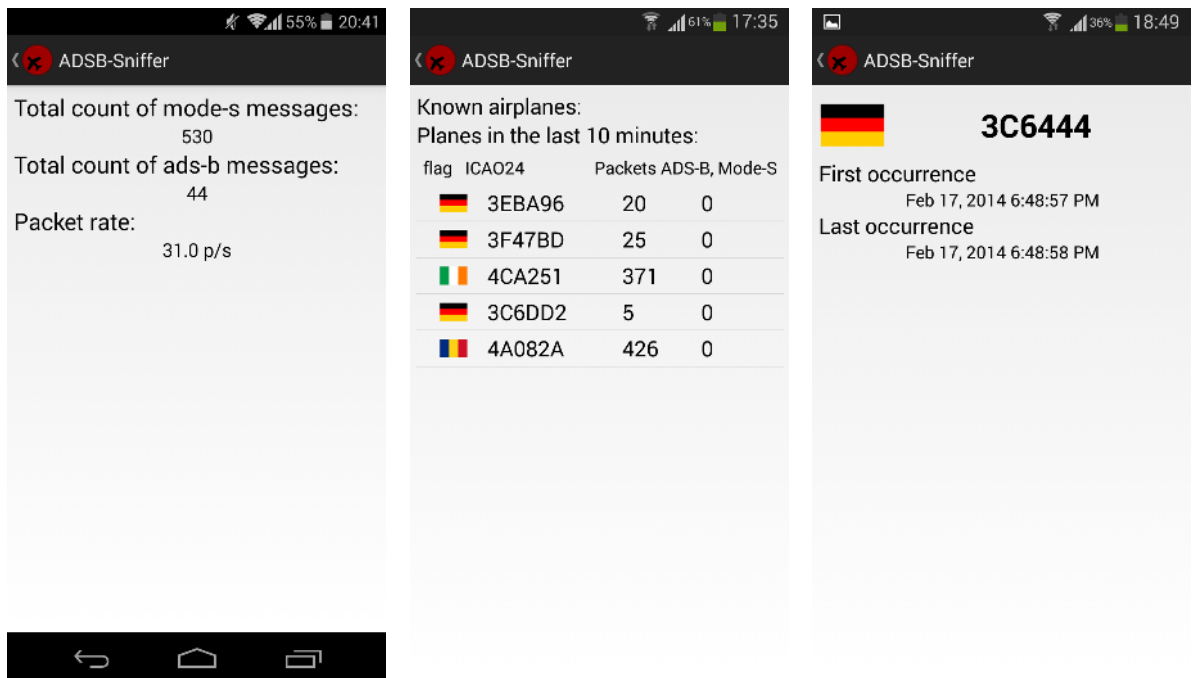 55% 20:41
ADSB-Sniffer
Total count of mode-s messages:
530
Total count of ads-b messages:
44
Packet rate:
31.0 p/s
61% 17:35
ADSB-Sniffer
Known airplanes:
Planes in the last 10 minutes:
flag ICAO24 Packets ADS-B, Mode-S
3EBA96 20 0
3F47BD 25 0
4CA251 371 0
3C6DD2 5 0
4A082A 426 0
36% 18:49
ADSB-Sniffer
3C6444
First occurrence
Feb 17, 2014 6:48:57 PM
Last occurrence
Feb 17, 2014 6:48:58 PM